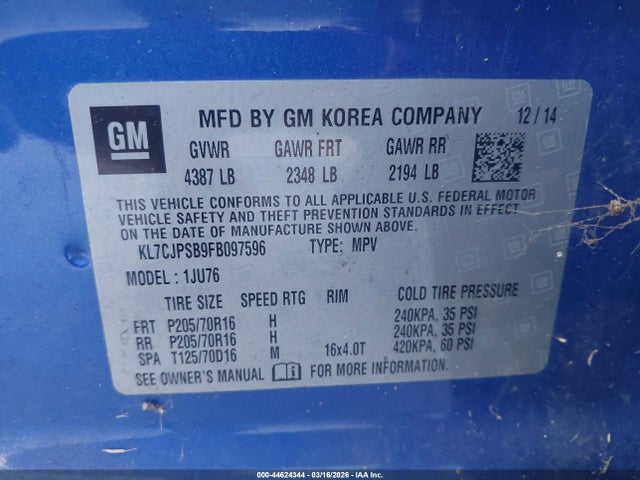 GM
MFD BY GM KOREA COMPANY 12/14
GVWR GAWR FRT GAWR RR
4387 LB 2348 LB 2194 LB
THIS VEHICLE CONFORMS TO ALL APPLICABLE U.S. FEDERAL MOTOR
VEHICLE SAFETY AND THEFT PREVENTION STANDARDS IN EFFECT
ON THE DATE OF MANUFACTURE SHOWN ABOVE.
KL7CJPSB9FB097596 TYPE: MPV
MODEL : 1JU76
TIRE SIZE SPEED RTG RIM COLD TIRE PRESSURE
FRT P205/70R16 H 240KPA, 35 PSI
RR P205/70R16 H 240KPA, 35 PSI
SPA T125/70D16 M 16x4.0T 420KPA, 60 PSI
SEE OWNER'S MANUAL FOR MORE INFORMATION.
000-44624344 | 03/16/2026 - Copyright © IAA, LLC